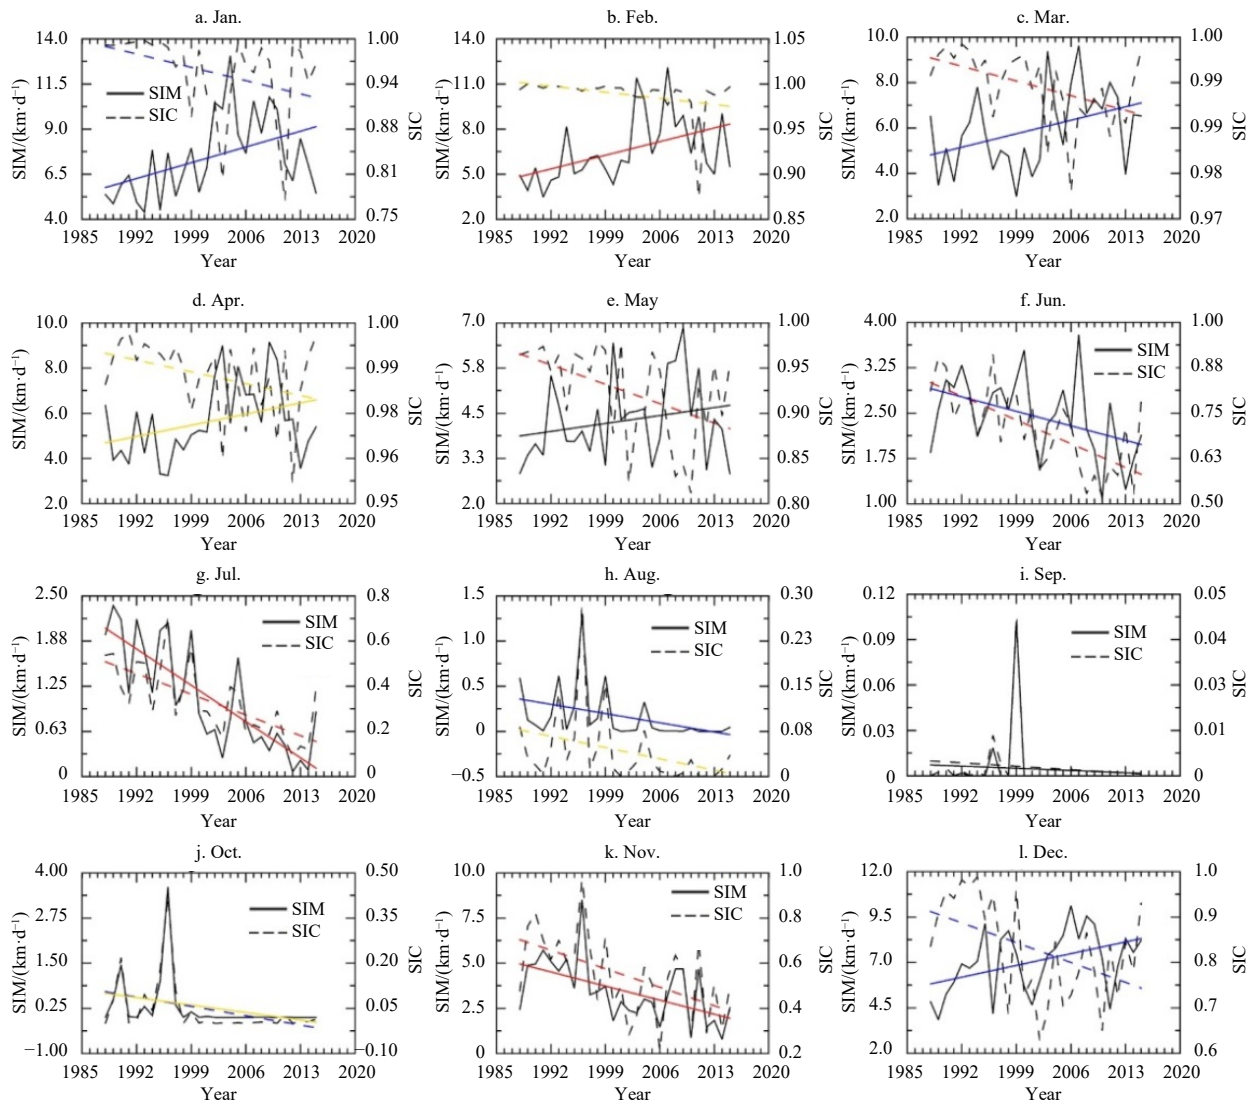 a. Jan.
14.0
11.5
9.0
6.5
4.0
SIM/(km·d⁻¹)
SIM
SIC
1.00
0.94
0.88
0.81
0.75
SIC
1985 1992 1999 2006 2013 2020
Year
b. Feb.
14.0
11.0
8.0
5.0
2.0
SIM/(km·d⁻¹)
1.05
1.00
0.95
0.90
0.85
SIC
1985 1992 1999 2006 2013 2020
Year
c. Mar.
10.0
8.0
6.0
4.0
2.0
SIM/(km·d⁻¹)
1.00
0.99
0.99
0.98
0.97
SIC
1985 1992 1999 2006 2013 2020
Year
d. Apr.
10.0
8.0
6.0
4.0
2.0
SIM/(km·d⁻¹)
1.00
0.99
0.98
0.96
0.95
SIC
1985 1992 1999 2006 2013 2020
Year
e. May
7.0
5.8
4.5
3.3
2.0
SIM/(km·d⁻¹)
1.00
0.95
0.90
0.85
0.80
SIC
1985 1992 1999 2006 2013 2020
Year
f. Jun.
4.00
3.25
2.50
1.75
1.00
SIM/(km·d⁻¹)
SIM
SIC
1.00
0.88
0.75
0.63
0.50
SIC
1985 1992 1999 2006 2013 2020
Year
g. Jul.
2.50
1.88
1.25
0.63
0
SIM/(km·d⁻¹)
SIM
SIC
0.8
0.6
0.4
0.2
0
SIC
1985 1992 1999 2006 2013 2020
Year
h. Aug.
1.5
1.0
0.5
0
−0.5
SIM/(km·d⁻¹)
SIM
SIC
0.30
0.23
0.15
0.08
0
SIC
1985 1992 1999 2006 2013 2020
Year
i. Sep.
0.12
0.09
0.06
0.03
0
SIM/(km·d⁻¹)
SIM
SIC
0.05
0.04
0.03
0.01
0
SIC
1985 1992 1999 2006 2013 2020
Year
j. Oct.
4.00
2.75
1.50
0.25
−1.00
SIM/(km·d⁻¹)
SIM
SIC
0.50
0.35
0.20
0.05
−0.10
SIC
1985 1992 1999 2006 2013 2020
Year
k. Nov.
10.0
7.5
5.0
2.5
0
SIM/(km·d⁻¹)
SIM
SIC
1.0
0.8
0.6
0.4
0.2
SIC
1985 1992 1999 2006 2013 2020
Year
l. Dec.
12.0
9.5
7.0
4.5
2.0
SIM/(km·d⁻¹)
1.0
0.9
0.8
0.7
0.6
SIC
1985 1992 1999 2006 2013 2020
Year